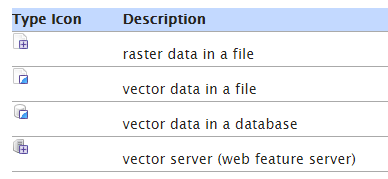 Type Icon Description
raster data in a file
vector data in a file
vector data in a database
vector server (web feature server)